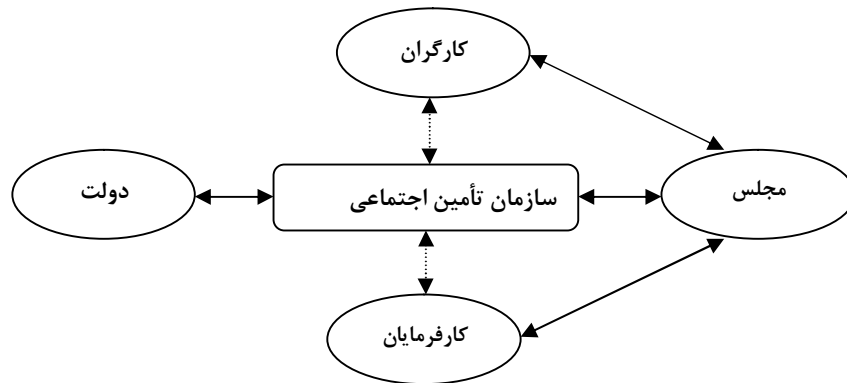 کارگران
مجلس
سازمان تأمین اجتماعی
دولت
کارفرمایان